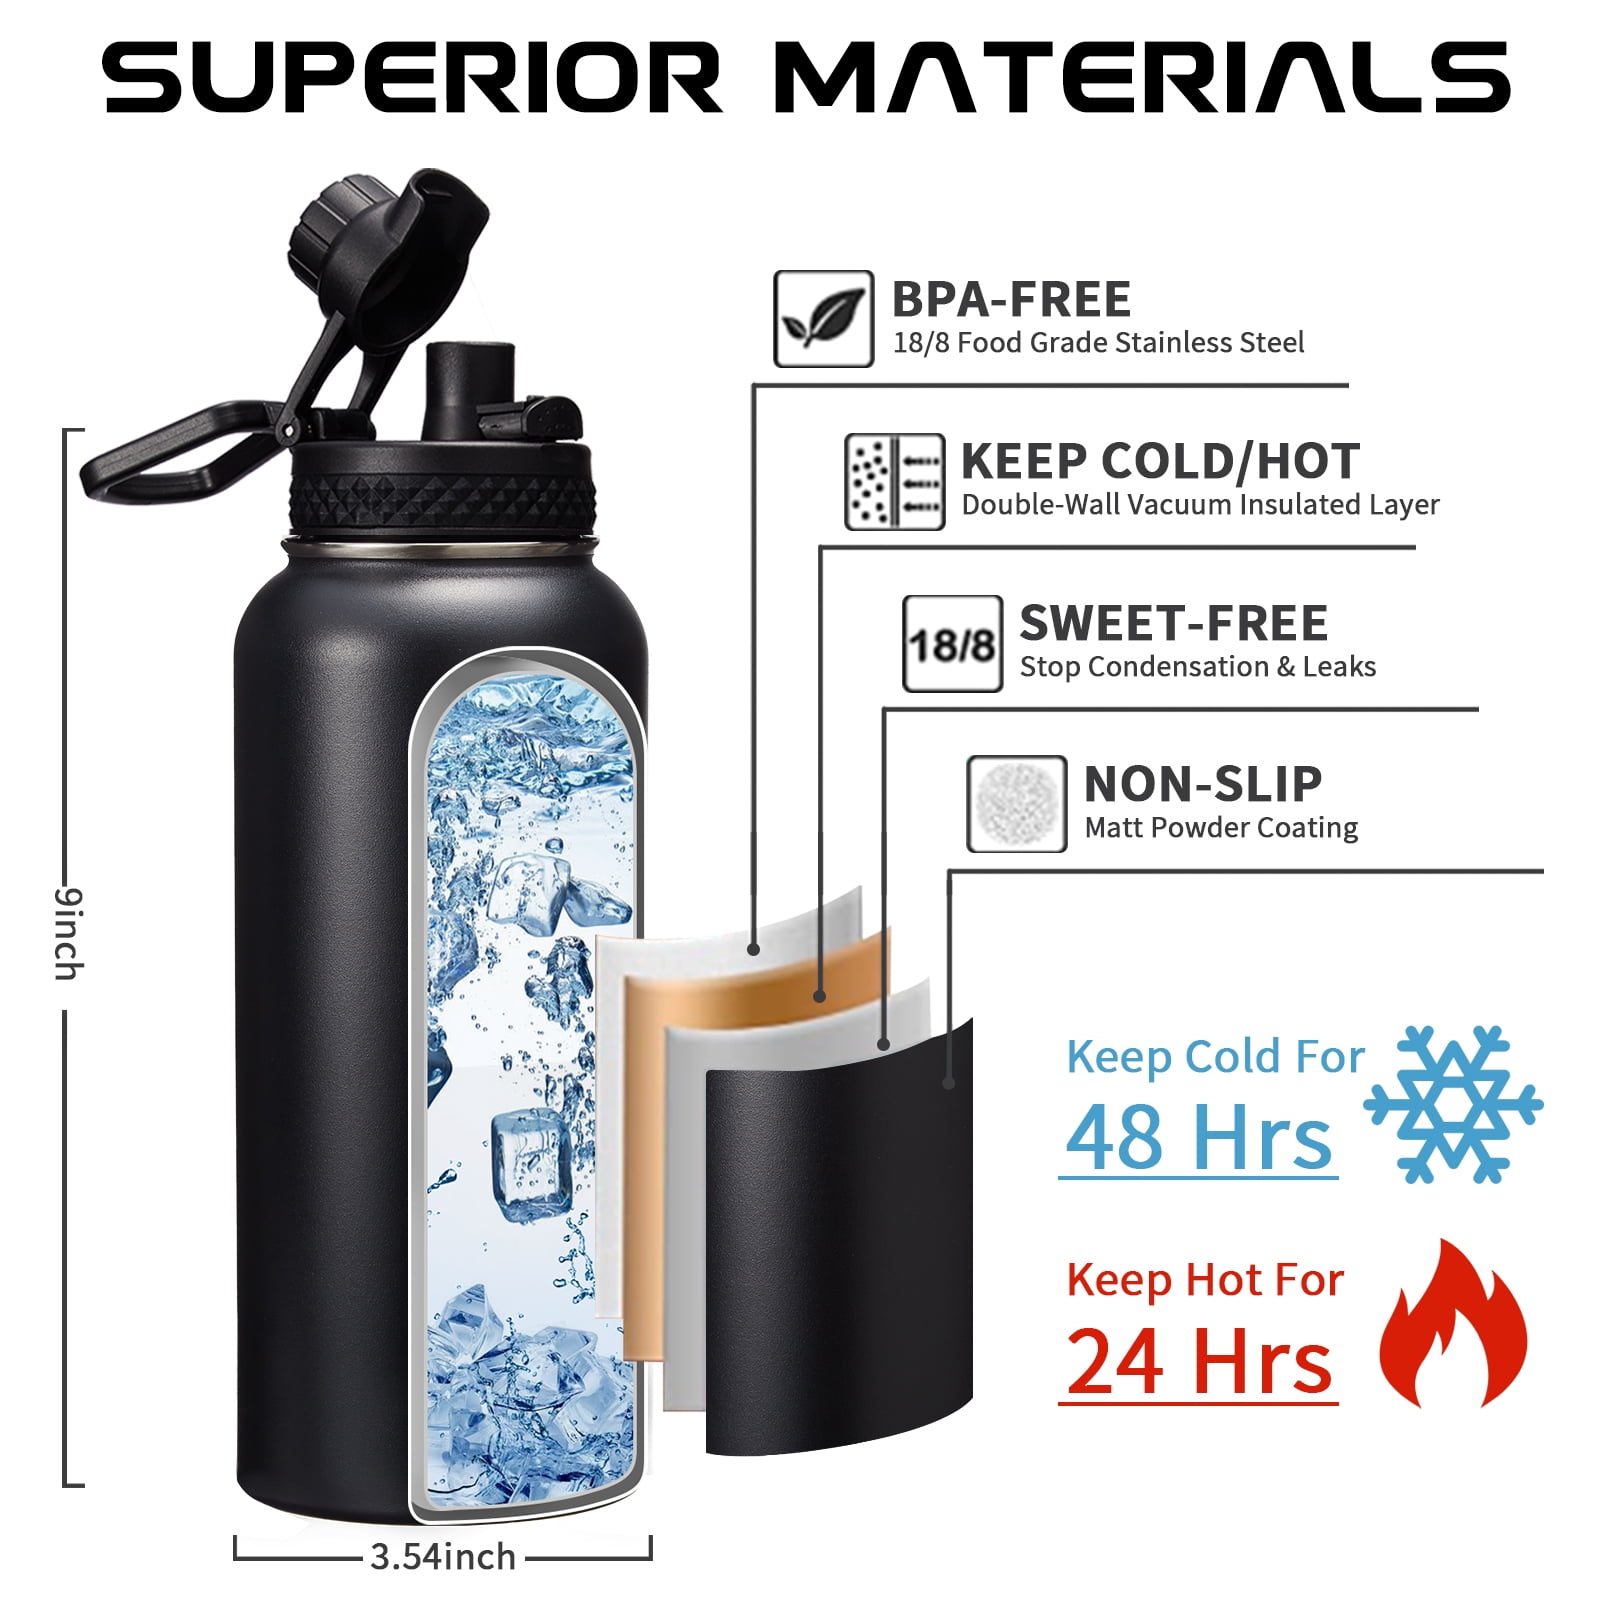 SUPERIOR MATERIALS
BPA-FREE
18/8 Food Grade Stainless Steel
KEEP COLD/HOT
Double-Wall Vacuum Insulated Layer
18/8
SWEET-FREE
Stop Condensation & Leaks
NON-SLIP
Matt Powder Coating
9inch
Keep Cold For
48 Hrs
Keep Hot For
24 Hrs
3.54inch